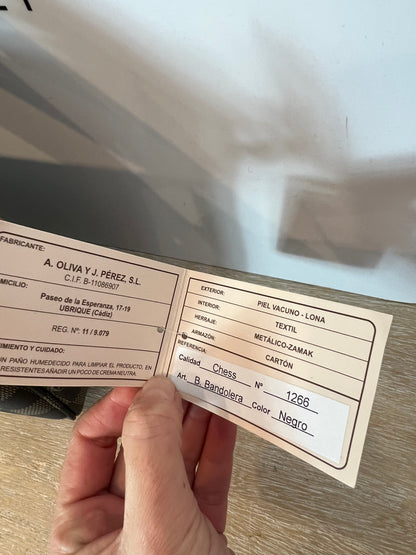 FABRICANTE:
A. OLIVA Y J. PÉREZ, S.L.
C.I.F. B-11086907
MICILIO:
Paseo de la Esperanza, 17-19
UBRIQUE (Cádiz)
REG. Nº: 11 / 9.079
IMIENTO Y CUIDADO:
UN PAÑO HUMEDECIDO PARA LIMPIAR EL PRODUCTO, EN
RESISTENTES AÑADIR UN POCO DE CREMA NEUTRA.
EXTERIOR: PIEL VACUNO - LONA
INTERIOR: TEXTIL
HERRAJE: METÁLICO-ZAMAK
ARMAZÓN: CARTÓN
REFERENCIA:
Calidad Chess Nº 1266
Art. B. Bandolera Color Negro